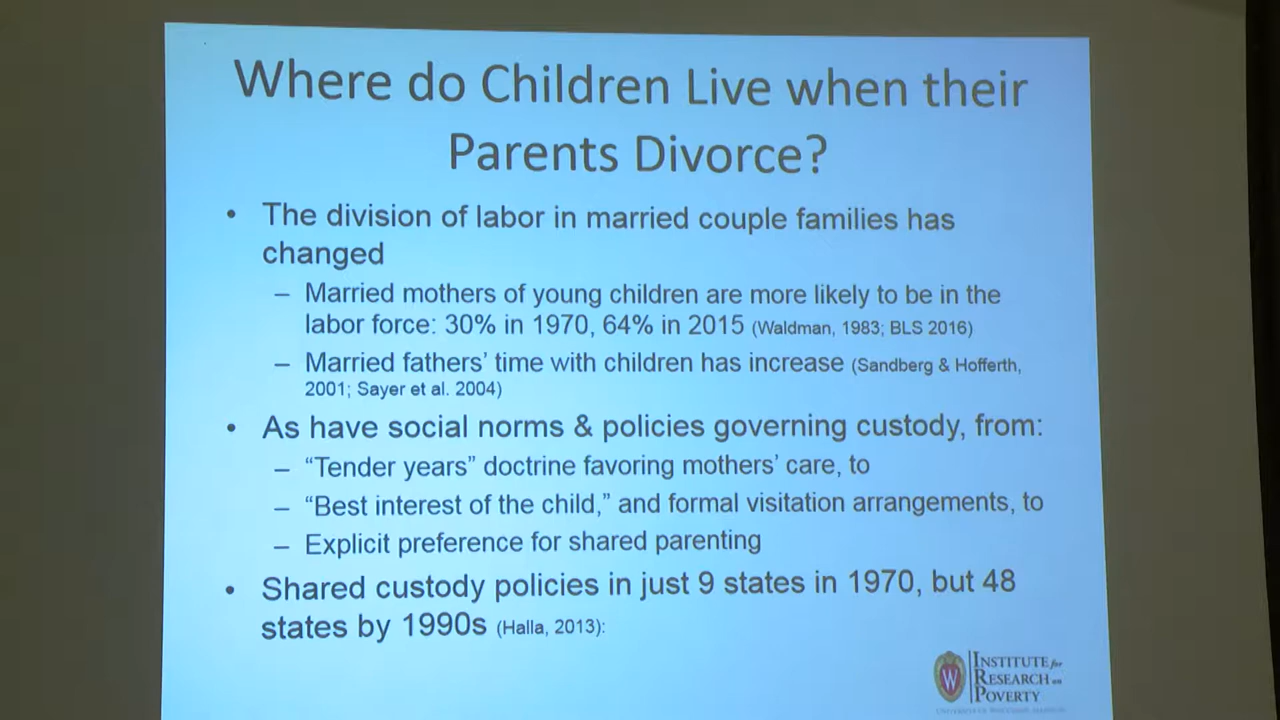 Where do Children Live when their
Parents Divorce?
• The division of labor in married couple families has
changed
– Married mothers of young children are more likely to be in the
labor force: 30% in 1970, 64% in 2015 (Waldman, 1983; BLS 2016)
– Married fathers’ time with children has increase (Sandberg & Hofferth,
2001; Sayer et al. 2004)
• As have social norms & policies governing custody, from:
– “Tender years” doctrine favoring mothers’ care, to
– “Best interest of the child,” and formal visitation arrangements, to
– Explicit preference for shared parenting
• Shared custody policies in just 9 states in 1970, but 48
states by 1990s (Halla, 2013):
W
INSTITUTE for
RESEARCH on
POVERTY